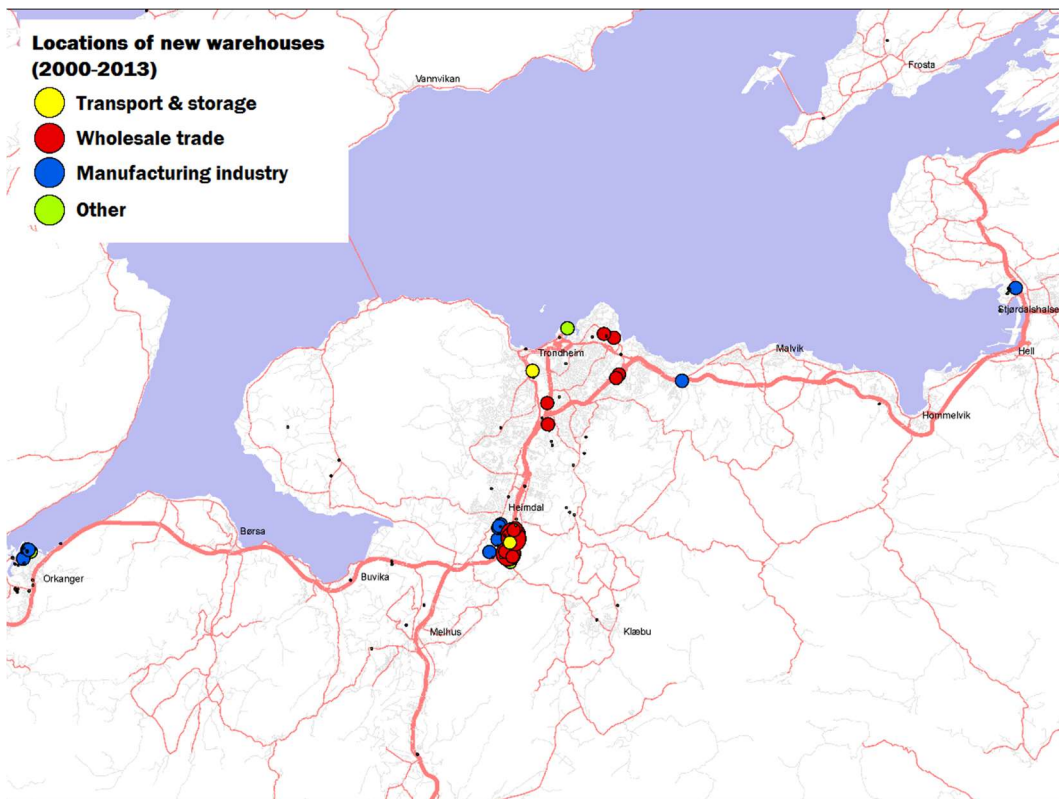 Locations of new warehouses
(2000-2013)
Transport & storage
Wholesale trade
Manufacturing industry
Other
Vannvikan
Frosta
Stjørdalshalsen
Trondheim
Malvik
Hell
Hommelvik
Heimdal
Børsa
Orkanger
Buvika
Melhus
Klæbu